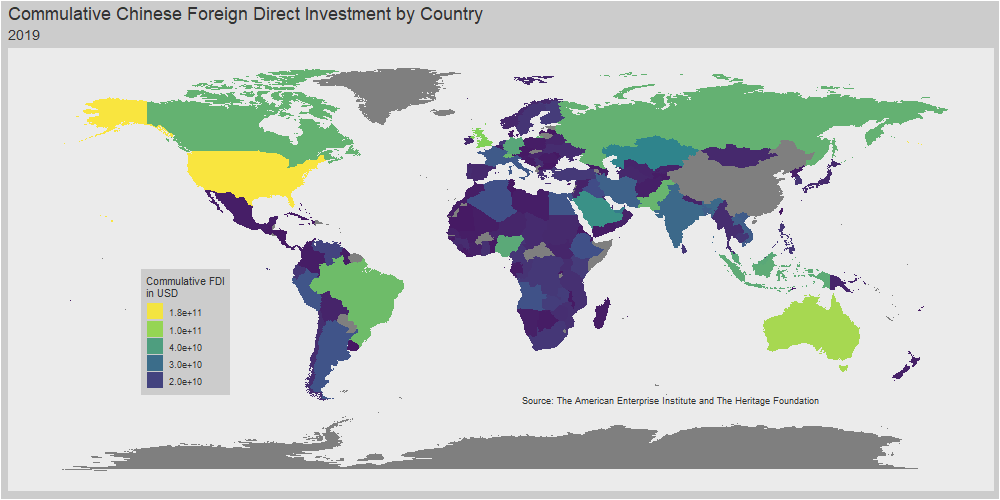 Commulative Chinese Foreign Direct Investment by Country
2019
Commulative FDI
in USD
1.8e+11
1.0e+11
4.0e+10
3.0e+10
2.0e+10
Source: The American Enterprise Institute and The Heritage Foundation